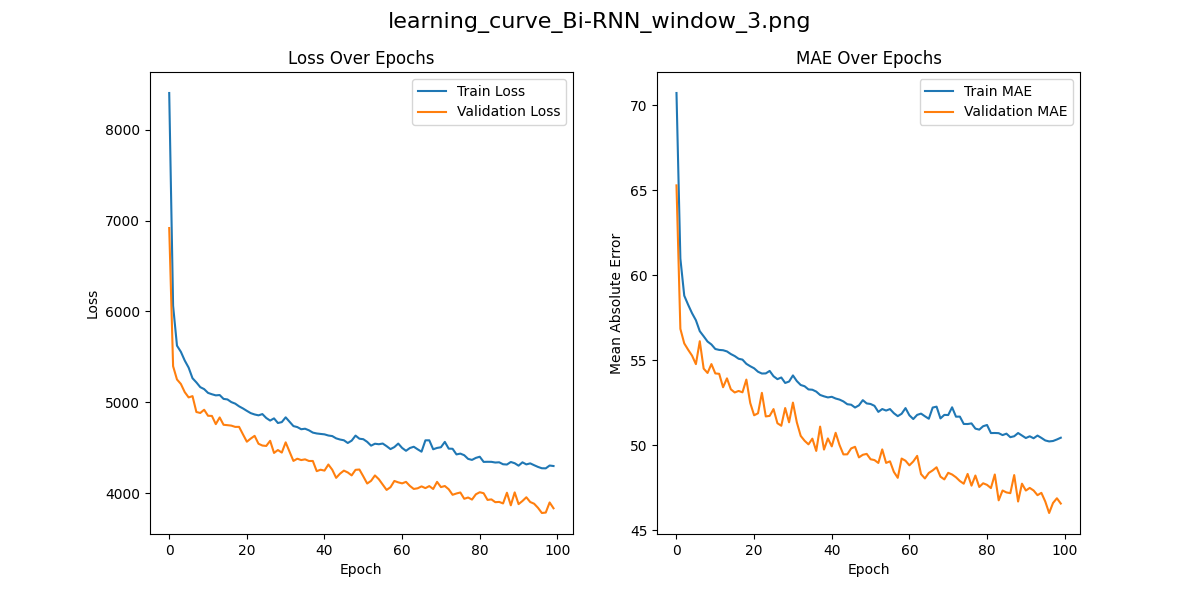 learning_curve_Bi-RNN_window_3.png
Loss Over Epochs
Train Loss
Validation Loss
8000
7000
6000
5000
4000
Loss
0 20 40 60 80 100
Epoch
MAE Over Epochs
Train MAE
Validation MAE
70
65
60
55
50
45
Mean Absolute Error
0 20 40 60 80 100
Epoch